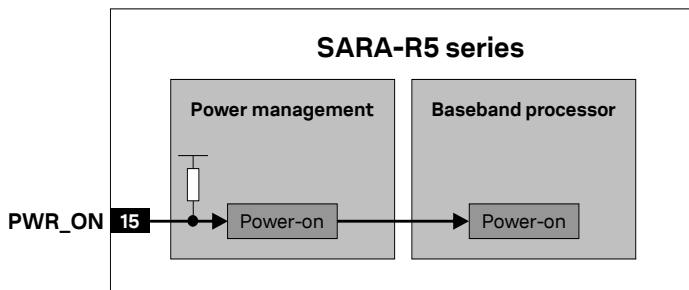 SARA-R5 series
Power management
Baseband processor
PWR_ON 15
Power-on
Power-on